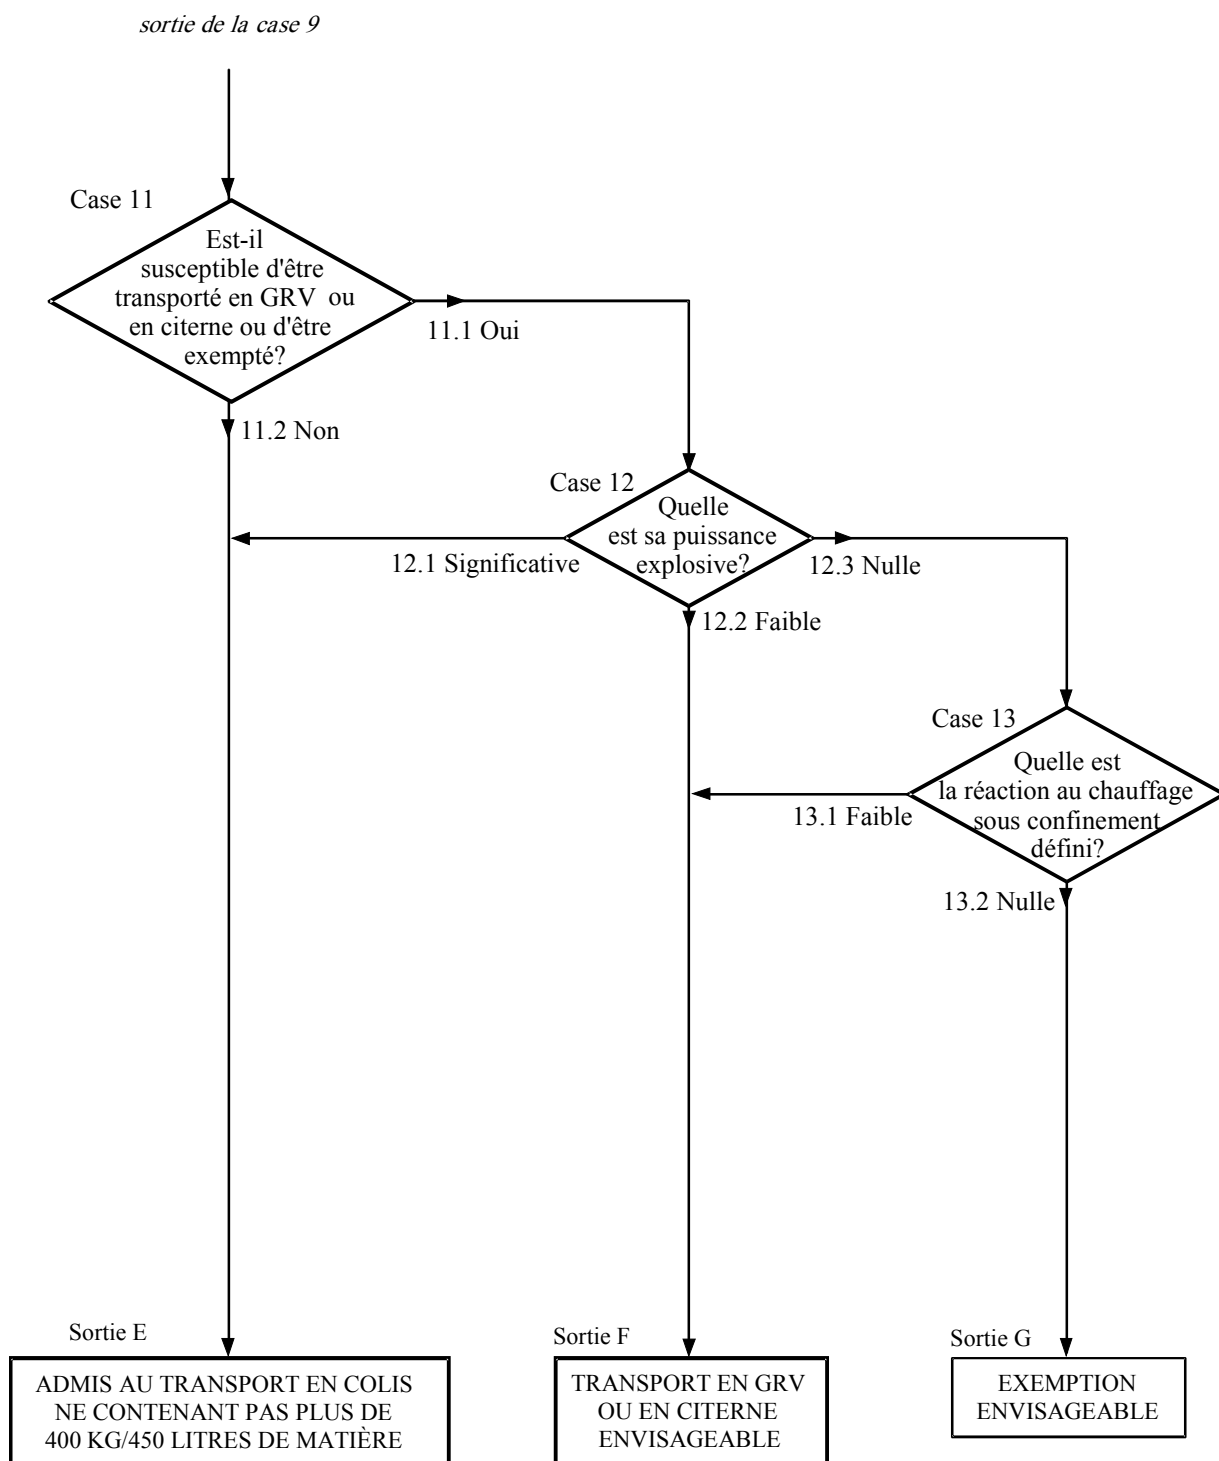 sortie de la case 9
Case 11
Est-il
susceptible d'être
transporté en GRV ou
en citerne ou d'être
exempté?
11.1 Oui
11.2 Non
Case 12
Quelle
est sa puissance
explosive?
12.1 Significative
12.3 Nulle
12.2 Faible
Case 13
Quelle est
la réaction au chauffage
sous confinement
défini?
13.1 Faible
13.2 Nulle
Sortie E
ADMIS AU TRANSPORT EN COLIS
NE CONTENANT PAS PLUS DE
400 KG/450 LITRES DE MATIÈRE
Sortie F
TRANSPORT EN GRV
OU EN CITERNE
ENVISAGEABLE
Sortie G
EXEMPTION
ENVISAGEABLE